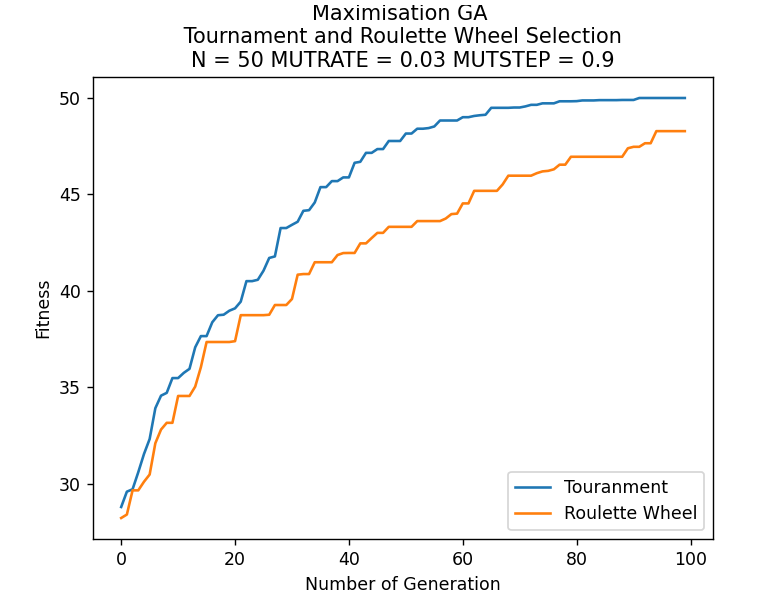 Maximisation GA
Tournament and Roulette Wheel Selection
N = 50 MUTRATE = 0.03 MUTSTEP = 0.9
50
45
40
35
30
Fitness
Touranment
Roulette Wheel
0 20 40 60 80 100
Number of Generation